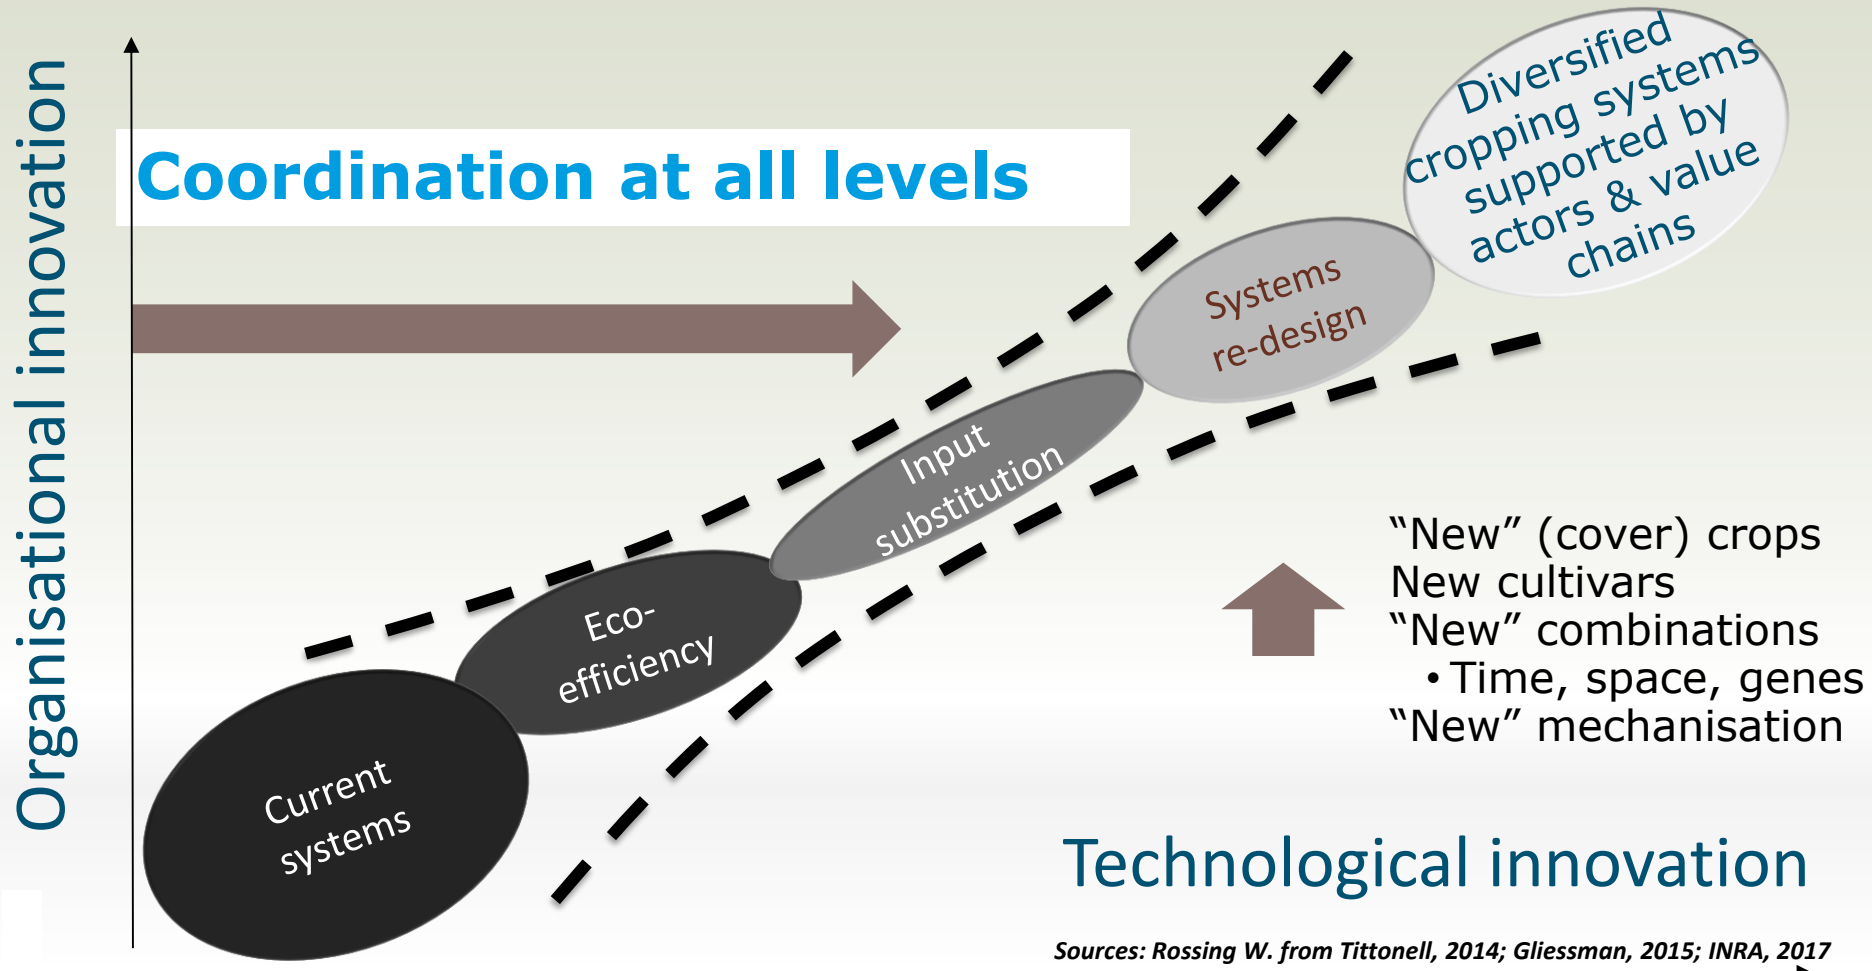 Organisational innovation
Coordination at all levels
Diversified
cropping systems
supported by
actors & value
chains
Systems
re-design
Input
substitution
Eco-
efficiency
Current
systems
“New” (cover) crops
New cultivars
“New” combinations
• Time, space, genes
“New” mechanisation
Technological innovation
Sources: Rossing W. from Tittonell, 2014; Gliessman, 2015; INRA, 2017